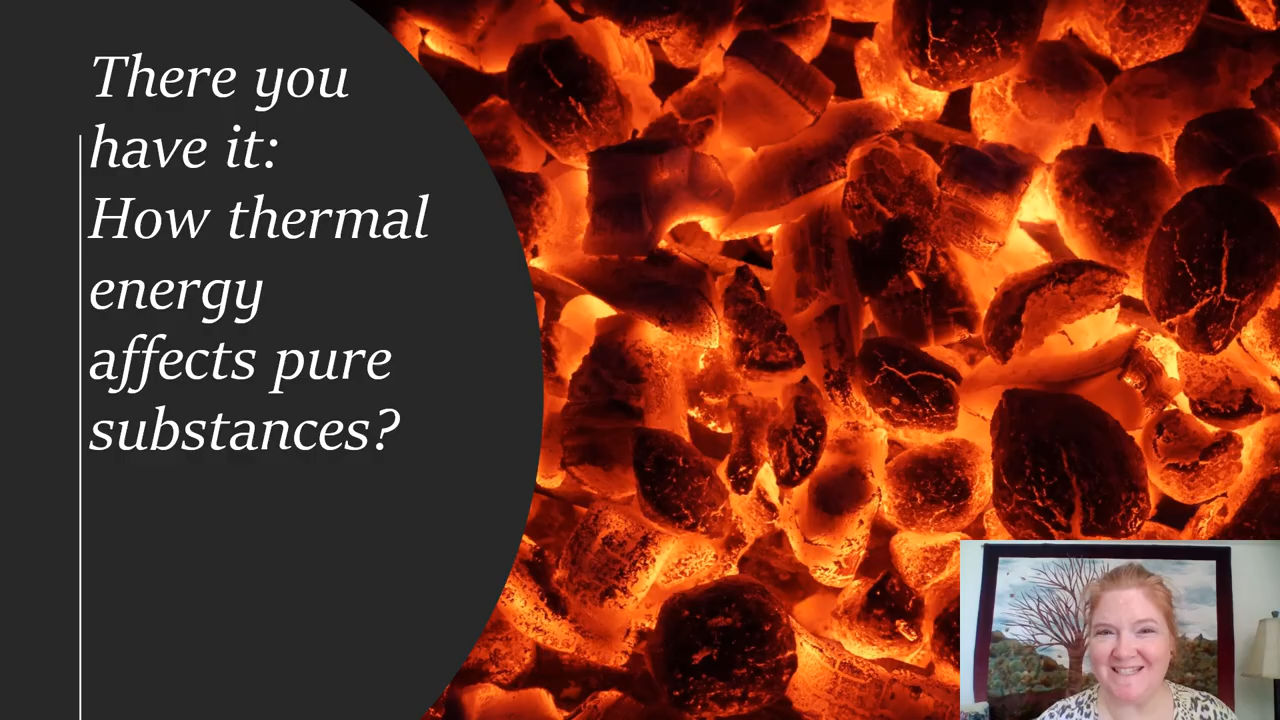 There you
have it:
How thermal
energy
affects pure
substances?